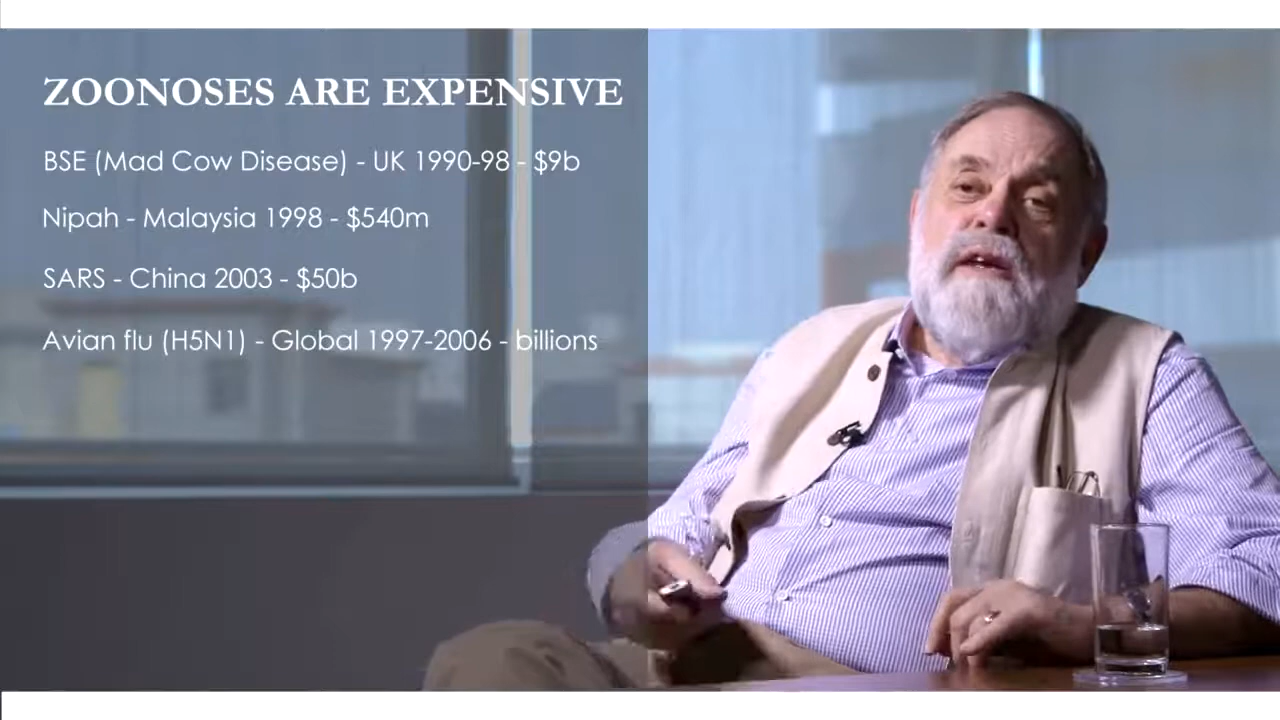 ZOONOSES ARE EXPENSIVE
BSE (Mad Cow Disease) - UK 1990-98 - $9b
Nipah - Malaysia 1998 - $540m
SARS - China 2003 - $50b
Avian flu (H5N1) - Global 1997-2006 - billions